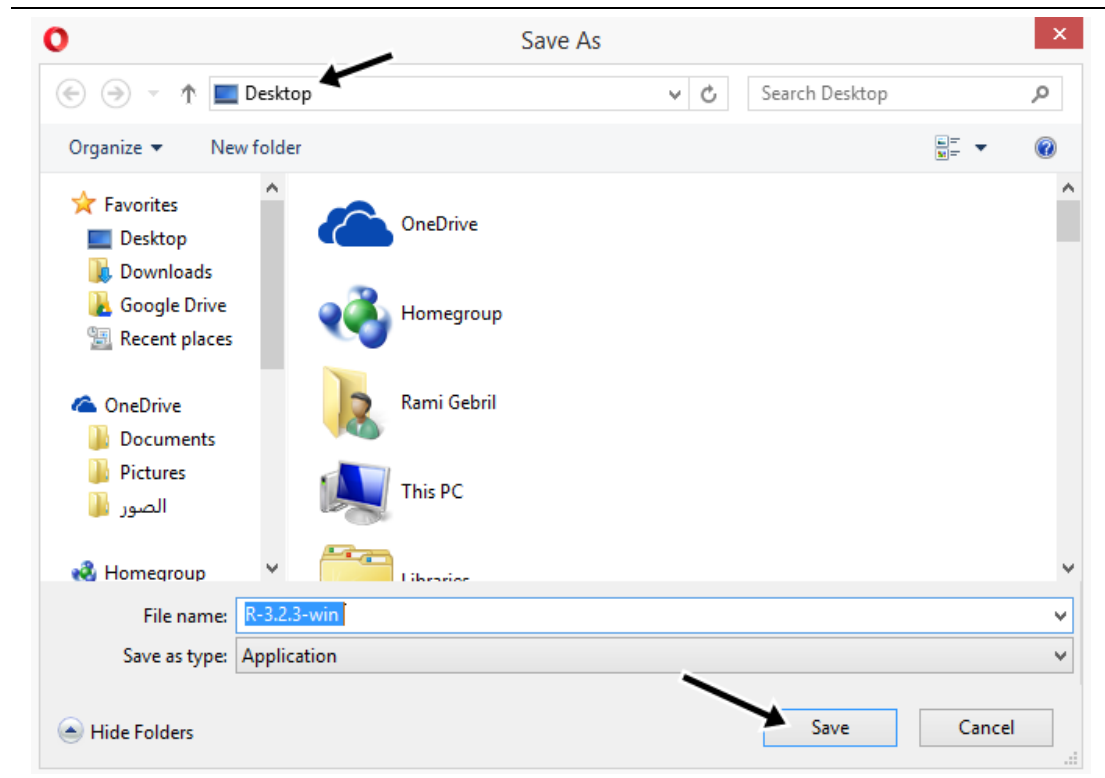 Save As
Desktop
Search Desktop
Organize
New folder
Favorites
Desktop
Downloads
Google Drive
Recent places
OneDrive
Documents
Pictures
الصور
Homegroup
OneDrive
Homegroup
Rami Gebril
This PC
Libraries
File name: R-3.2.3-win
Save as type: Application
Hide Folders
Save
Cancel